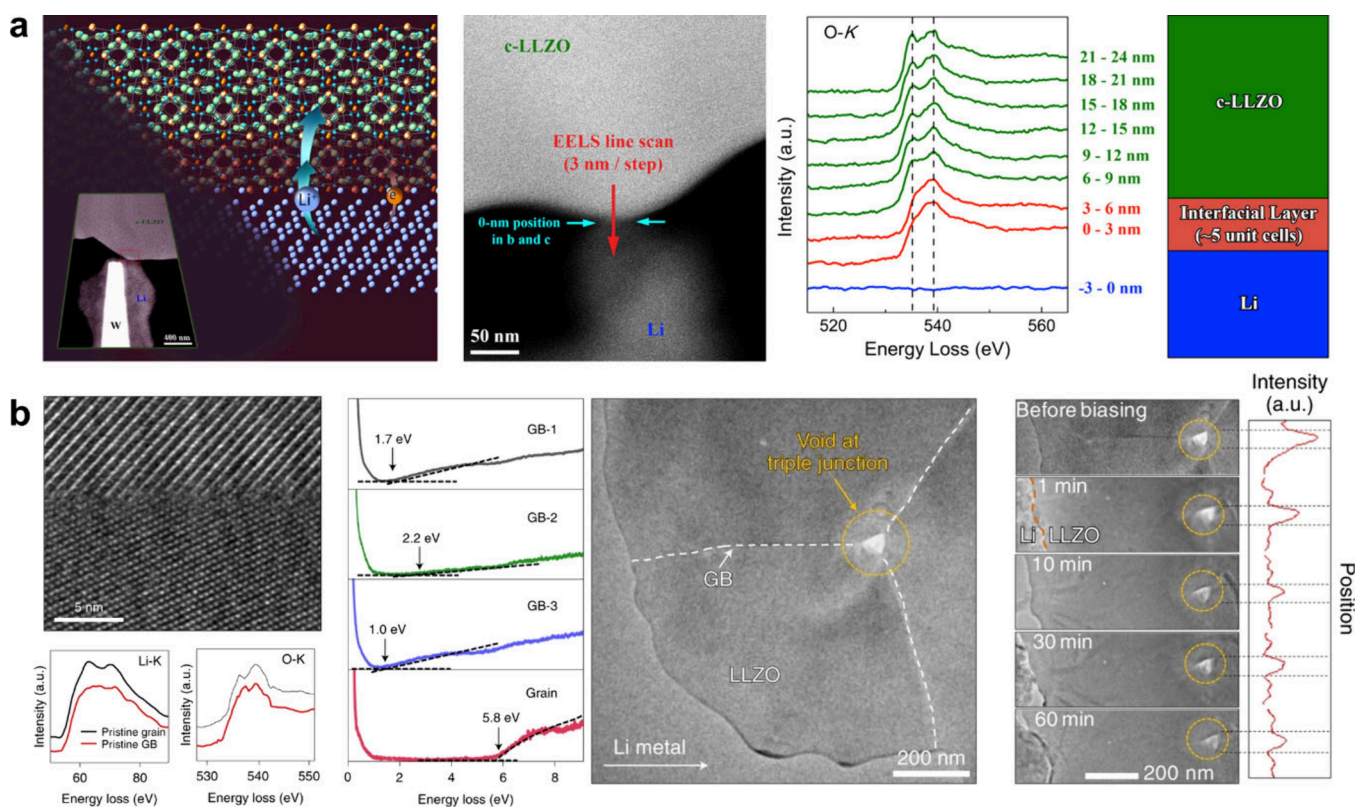 a
c-LLZO
Li⁺
e⁻
c-LLZO
W
Li
400 nm
c-LLZO
EELS line scan
(3 nm / step)
0-nm position
in b and c
Li
50 nm
O-K
Intensity (a.u.)
21 - 24 nm
18 - 21 nm
15 - 18 nm
12 - 15 nm
9 - 12 nm
6 - 9 nm
3 - 6 nm
0 - 3 nm
-3 - 0 nm
520
540
560
Energy Loss (eV)
c-LLZO
Interfacial Layer
(~5 unit cells)
Li
b
5 nm
Li-K
Intensity (a.u.)
Pristine grain
Pristine GB
60
80
Energy loss (eV)
O-K
Intensity (a.u.)
530
540
550
Energy loss (eV)
GB-1
1.7 eV
GB-2
2.2 eV
GB-3
1.0 eV
Grain
5.8 eV
0
2
4
6
8
Energy loss (eV)
Void at
triple junction
GB
LLZO
Li metal
200 nm
Before biasing
1 min
Li LLZO
10 min
30 min
60 min
200 nm
Intensity
(a.u.)
Position